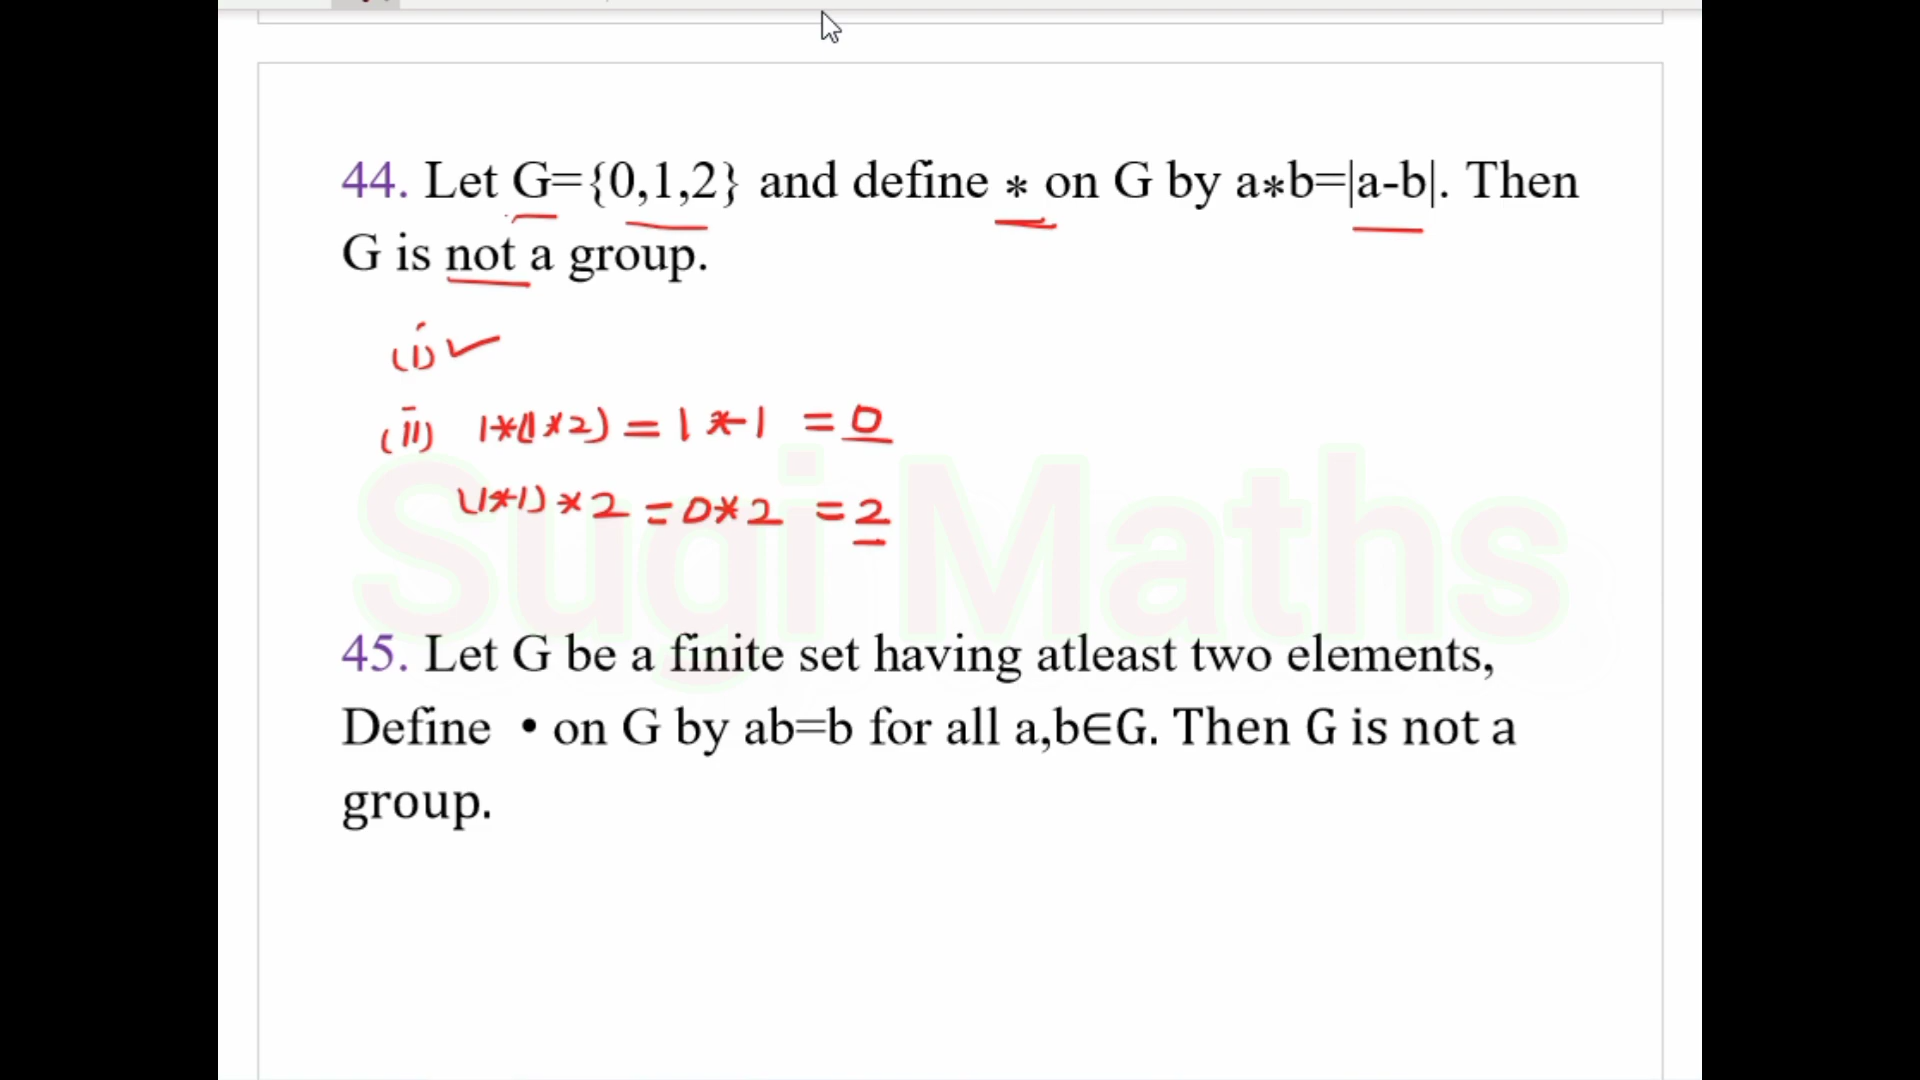 44. Let G={0,1,2} and define * on G by a*b=|a-b|. Then
G is not a group.
(i) ✓
(ii) 1*(1*2) = 1*1 = 0
(1*1)*2 = 0*2 = 2
Sugi Maths
45. Let G be a finite set having atleast two elements,
Define • on G by ab=b for all a,b∈G. Then G is not a
group.